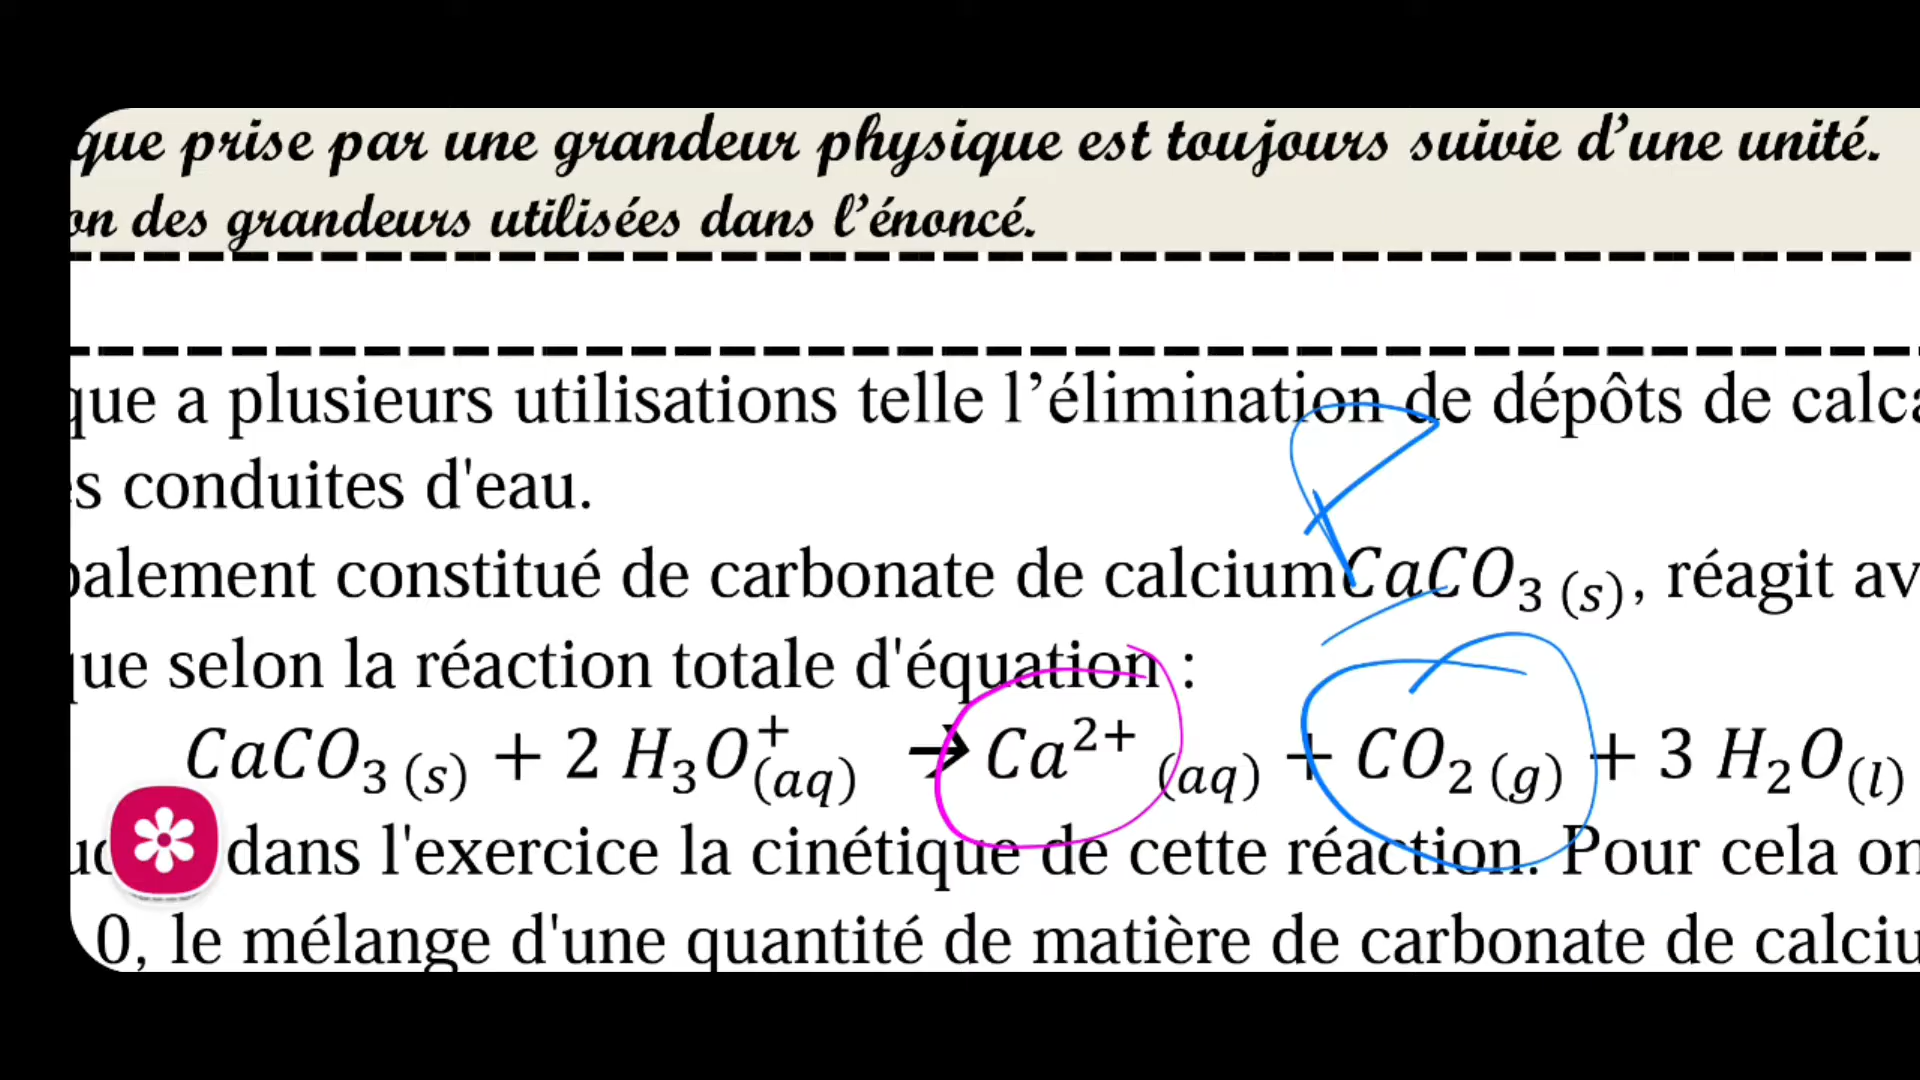 que prise par une grandeur physique est toujours suivie d'une unité.
on des grandeurs utilisées dans l'énoncé.
que a plusieurs utilisations telle l'élimination de dépôts de calca
s conduites d'eau.
palement constitué de carbonate de calciumCaCO₃ (s), réagit av
que selon la réaction totale d'équation :
CaCO₃ (s) + 2 H₃O⁺(aq) → Ca²⁺ (aq) + CO₂ (g) + 3 H₂O(l)
dans l'exercice la cinétique de cette réaction. Pour cela on
0, le mélange d'une quantité de matière de carbonate de calciu